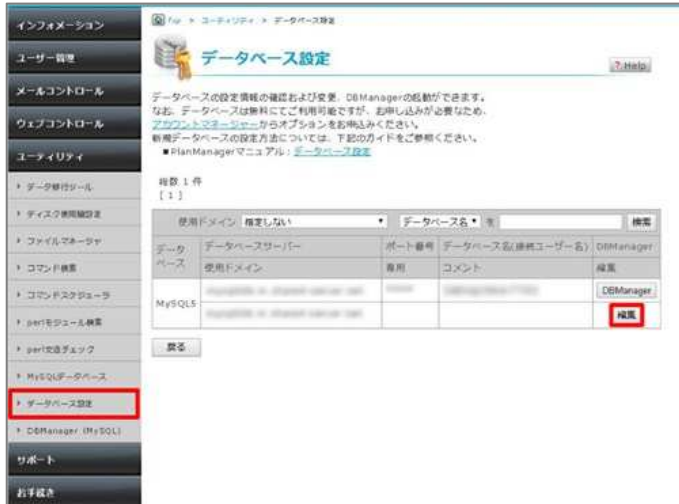 インフォメーション
ユーザー管理
メールコントロール
ウェブコントロール
ユーティリティ
データ移行ツール
ディスク使用量設定
ファイルマネージャ
コマンド検索
コマンドスケジューラ
perlモジュール検索
perl文法チェック
MySQLデータベース
データベース設定
DBManager (MySQL)
サポート
お手続き
Top > ユーティリティ > データベース設定
データベース設定
? Help
データベースの設定情報の確認および変更、DBManagerの起動ができます。
なお、データベースは無料にてご利用可能ですが、お申し込みが必要なため、
アカウントマネージャーからオプションをお申込みください。
新規データベースの設定方法については、下記のガイドをご参照ください。
■PlanManagerマニュアル：データベース設定
総数 1 件
[ 1 ]
使用ドメイン 指定しない データベース名 を 検索
データベース データベースサーバー ポート番号 データベース名(接続ユーザー名) DBManager
使用ドメイン 専用 コメント 編集
MySQL5 DBManager
編集
戻る